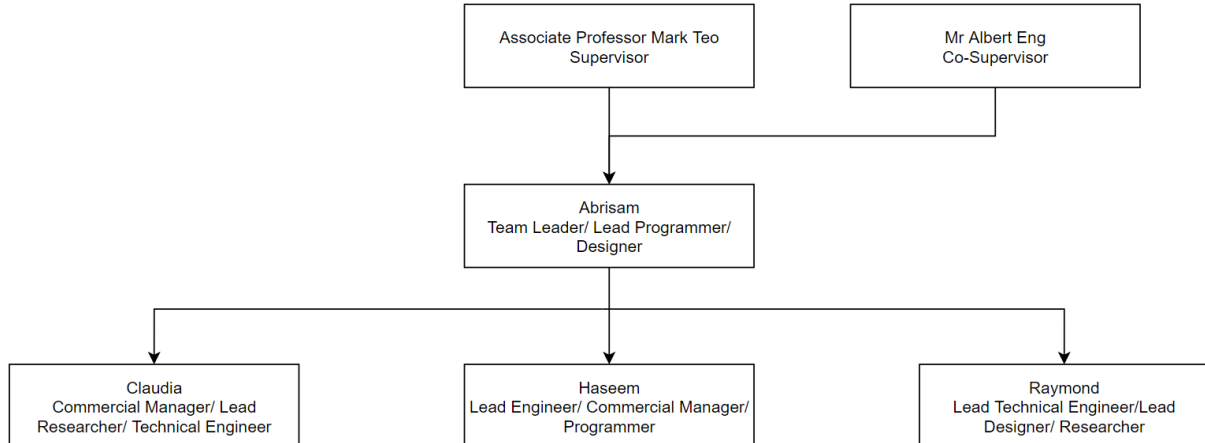 Associate Professor Mark Teo
Supervisor
Mr Albert Eng
Co-Supervisor
Abrisam
Team Leader/ Lead Programmer/
Designer
Claudia
Commercial Manager/ Lead
Researcher/ Technical Engineer
Haseem
Lead Engineer/ Commercial Manager/
Programmer
Raymond
Lead Technical Engineer/Lead
Designer/ Researcher